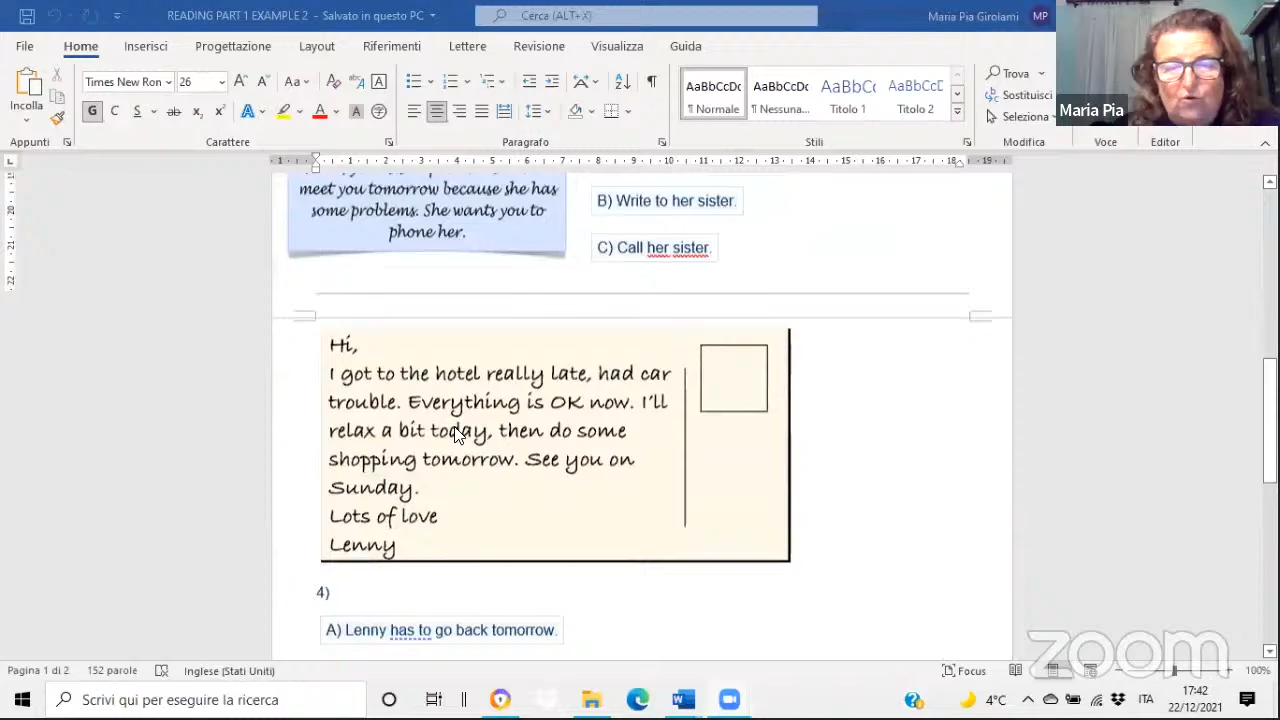 READING PART 1 EXAMPLE 2 - Salvato in questo PC
Cerca (ALT+X)
Maria Pia Girolami MP
File Home Inserisci Progettazione Layout Riferimenti Lettere Revisione Visualizza Guida
Incolla
Times New Ron 26
Aa
G C S ab x₂ x²
AaBbCcDc AaBbCcDc AaBbCc AaBbCcC
¶ Normale ¶ Nessuna... Titolo 1 Titolo 2
Trova
Sostituisci
Seleziona
Maria Pia
Appunti Carattere Paragrafo Stili Modifica Voce Editor
meet you tomorrow because she has
some problems. She wants you to
phone her.
B) Write to her sister.
C) Call her sister.
Hi,
I got to the hotel really late, had car
trouble. Everything is OK now. I'll
relax a bit today, then do some
shopping tomorrow. See you on
Sunday.
Lots of love
Lenny
4)
A) Lenny has to go back tomorrow.
zoom
Pagina 1 di 2 152 parole Inglese (Stati Uniti) Focus 100%
Scrivi qui per eseguire la ricerca
4°C ITA 17:42
22/12/2021